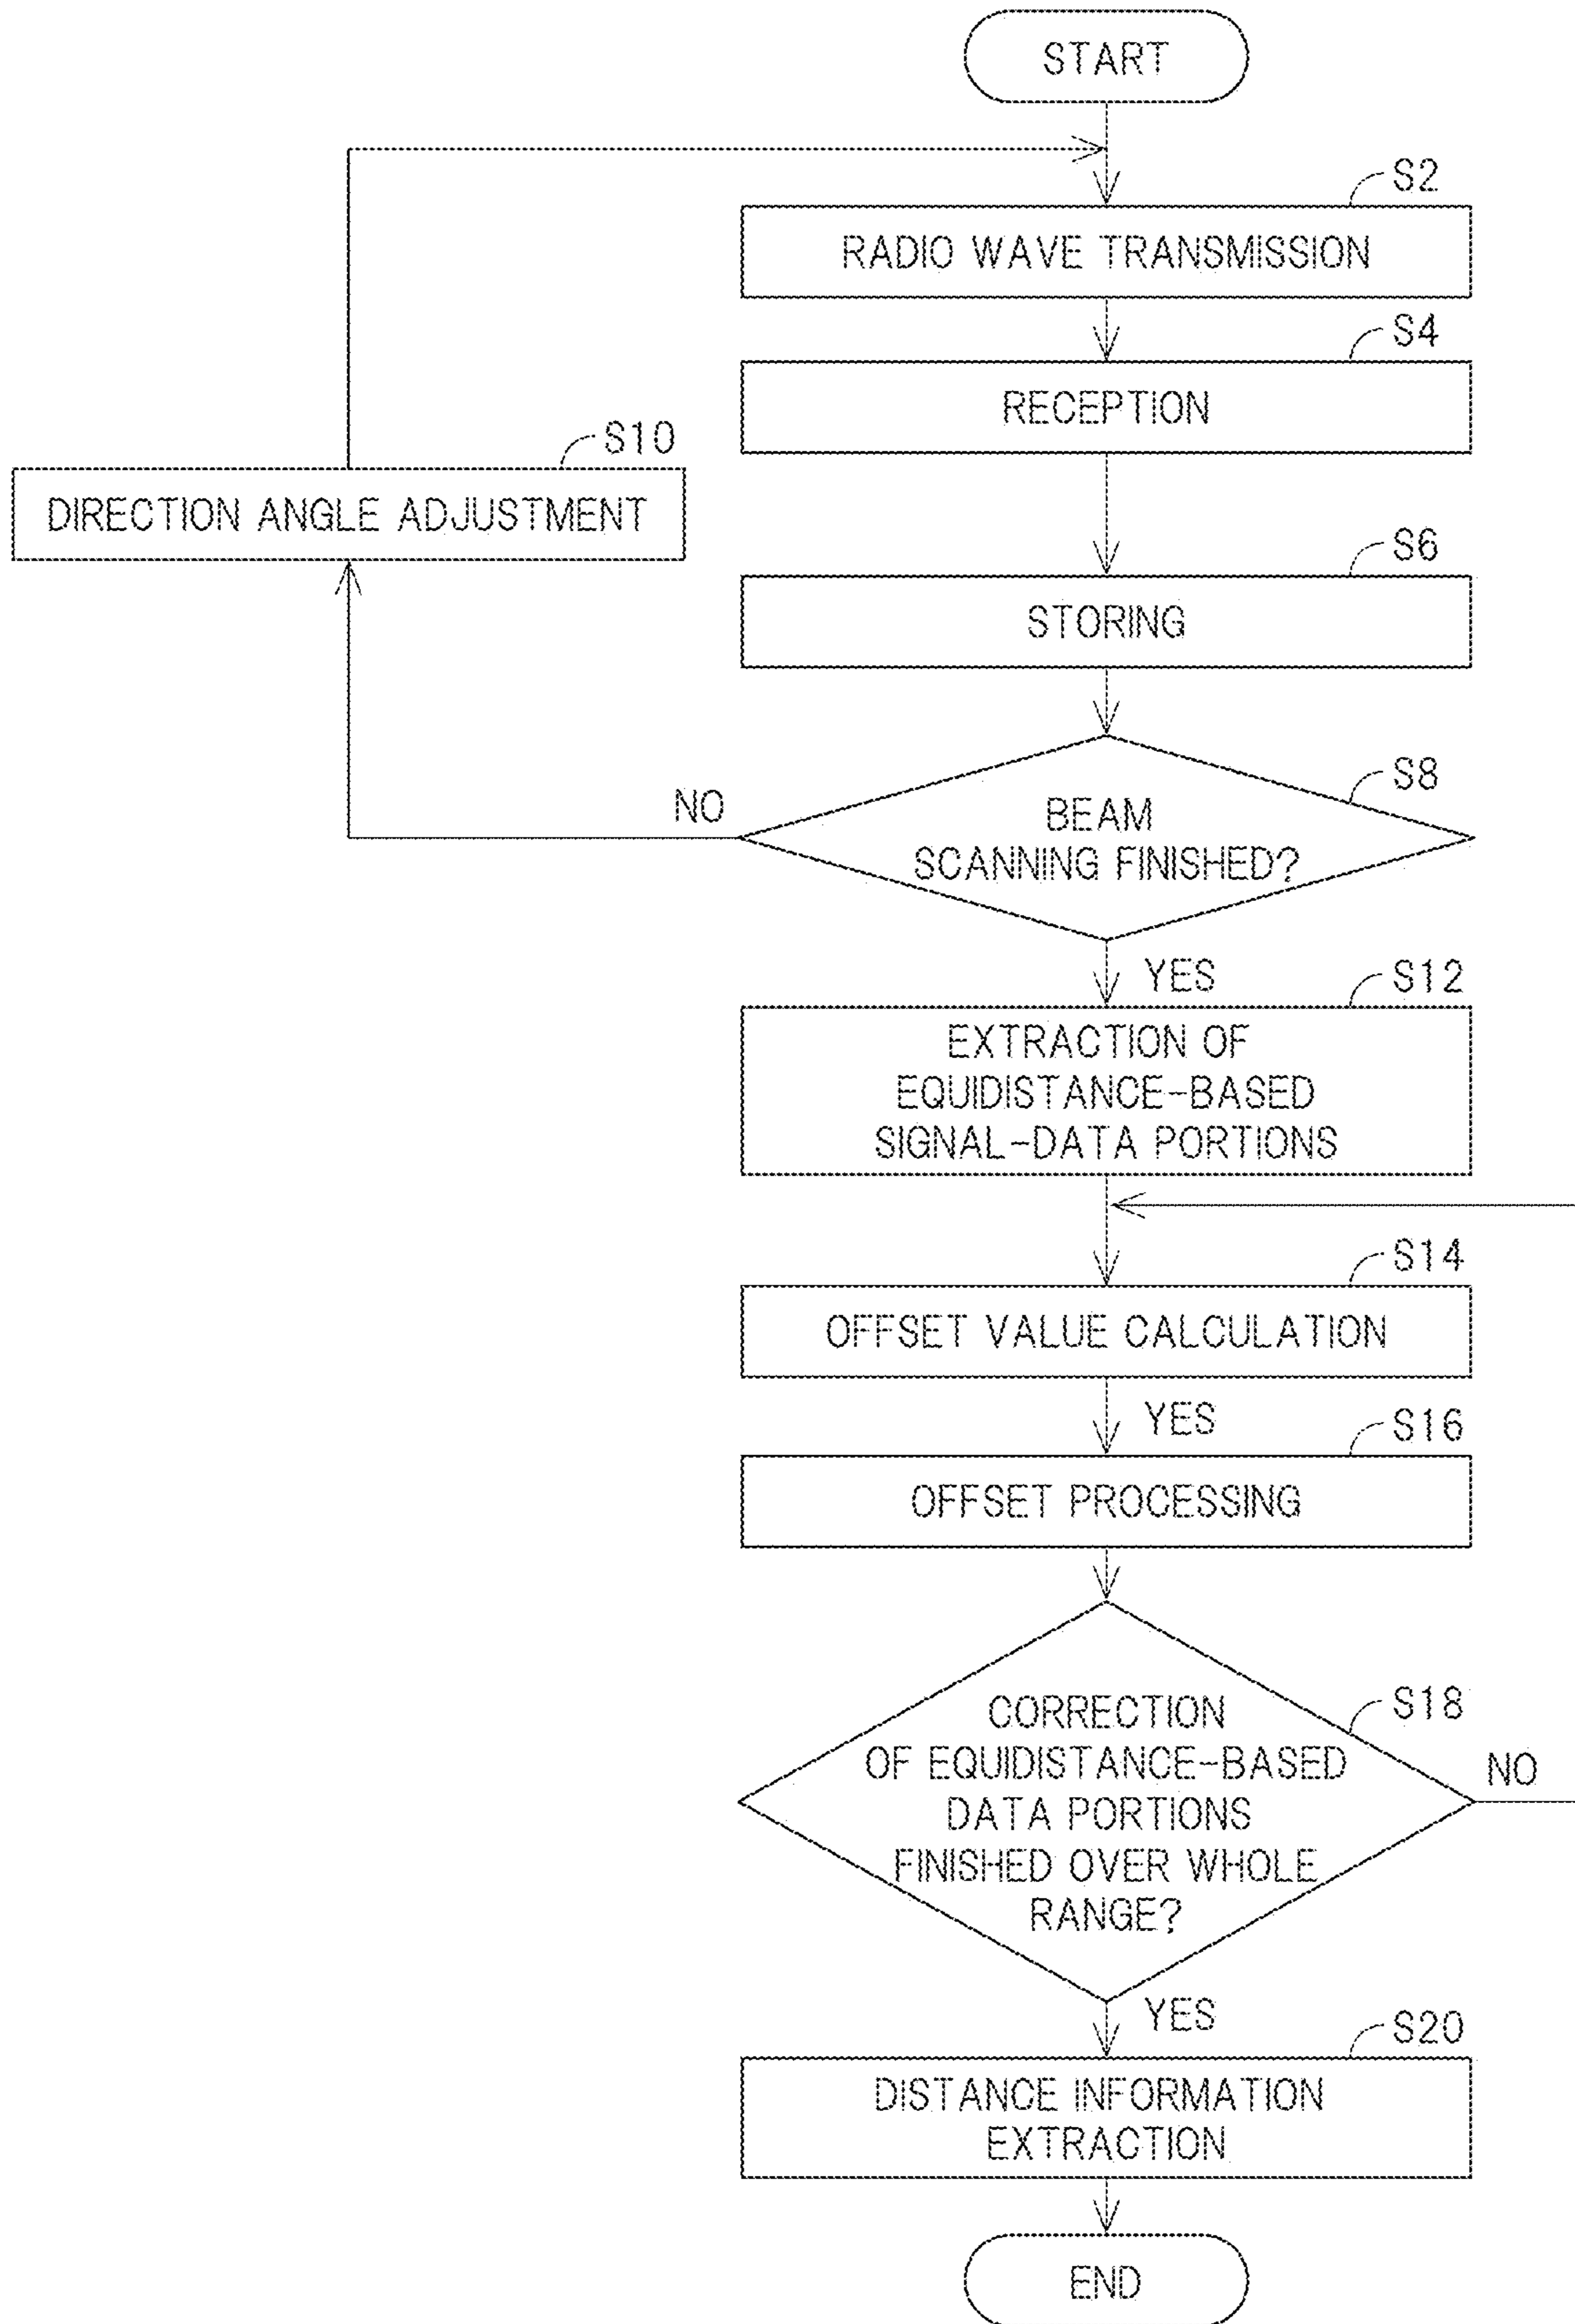 START
S2
RADIO WAVE TRANSMISSION
S4
RECEPTION
S10
DIRECTION ANGLE ADJUSTMENT
S6
STORING
S8
NO
BEAM
SCANNING FINISHED?
YES
S12
EXTRACTION OF
EQUIDISTANCE-BASED
SIGNAL-DATA PORTIONS
S14
OFFSET VALUE CALCULATION
YES
S16
OFFSET PROCESSING
S18
CORRECTION
OF EQUIDISTANCE-BASED
DATA PORTIONS
FINISHED OVER WHOLE
RANGE?
NO
YES
S20
DISTANCE INFORMATION
EXTRACTION
END